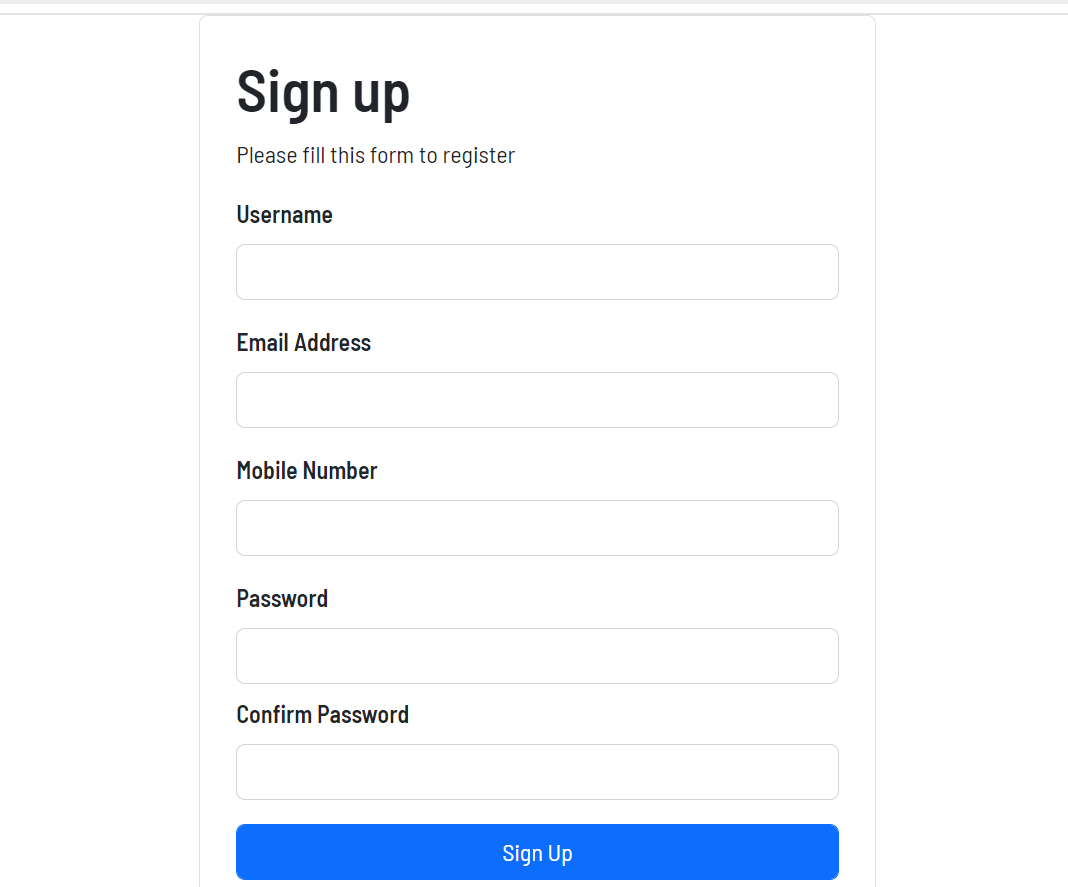 Sign up
Please fill this form to register
Username
Email Address
Mobile Number
Password
Confirm Password
Sign Up